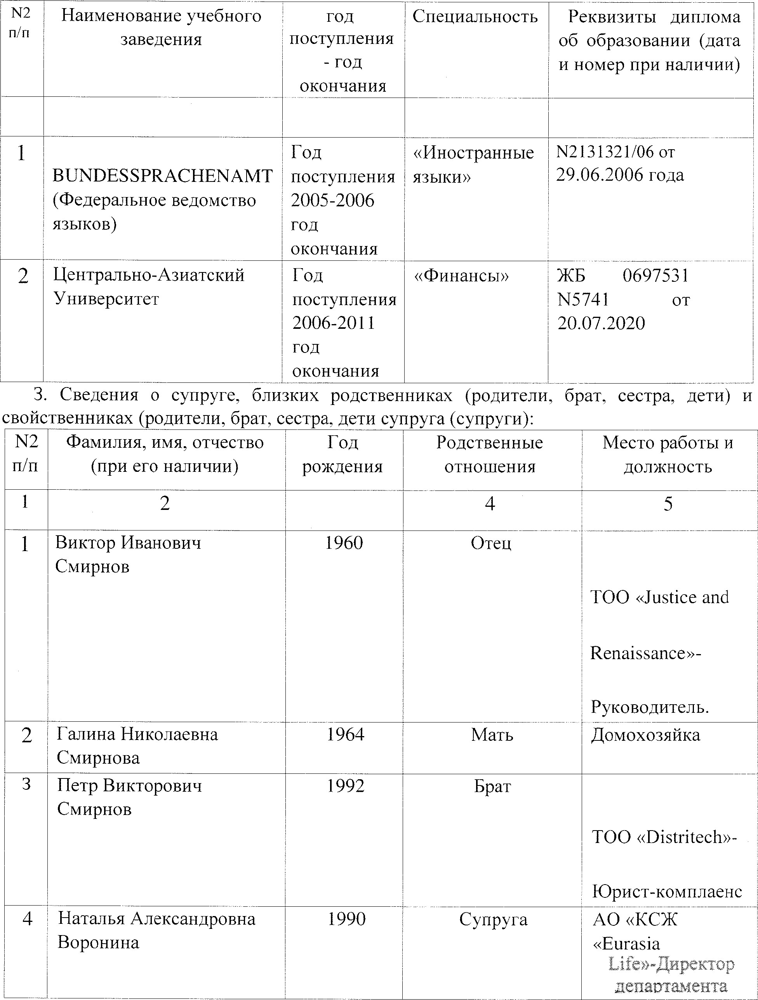 N2 п/п
Наименование учебного заведения
год поступления - год окончания
Специальность
Реквизиты диплома об образовании (дата и номер при наличии)
1
BUNDESSPRACHENAMT
(Федеральное ведомство
языков)
Год
поступления
2005-2006
год
окончания
«Иностранные
языки»
N2131321/06 от
29.06.2006 года
2
Центрально-Азиатский
Университет
Год
поступления
2006-2011
год
окончания
«Финансы»
ЖБ 0697531
N5741 от
20.07.2020
3. Сведения о супруге, близких родственниках (родители, брат, сестра, дети) и
свойственниках (родители, брат, сестра, дети супруга (супруги):
N2
п/п
Фамилия, имя, отчество
(при его наличии)
Год
рождения
Родственные
отношения
Место работы и
должность
1
2
4
5
1
Виктор Иванович
Смирнов
1960
Отец
ТОО «Justice and
Renaissance»-
Руководитель.
2
Галина Николаевна
Смирнова
1964
Мать
Домохозяйка
3
Петр Викторович
Смирнов
1992
Брат
ТОО «Distritech»-
Юрист-комплаенс
4
Наталья Александровна
Воронина
1990
Супруга
АО «КСЖ
«Eurasia
Life»-Директор
департамента